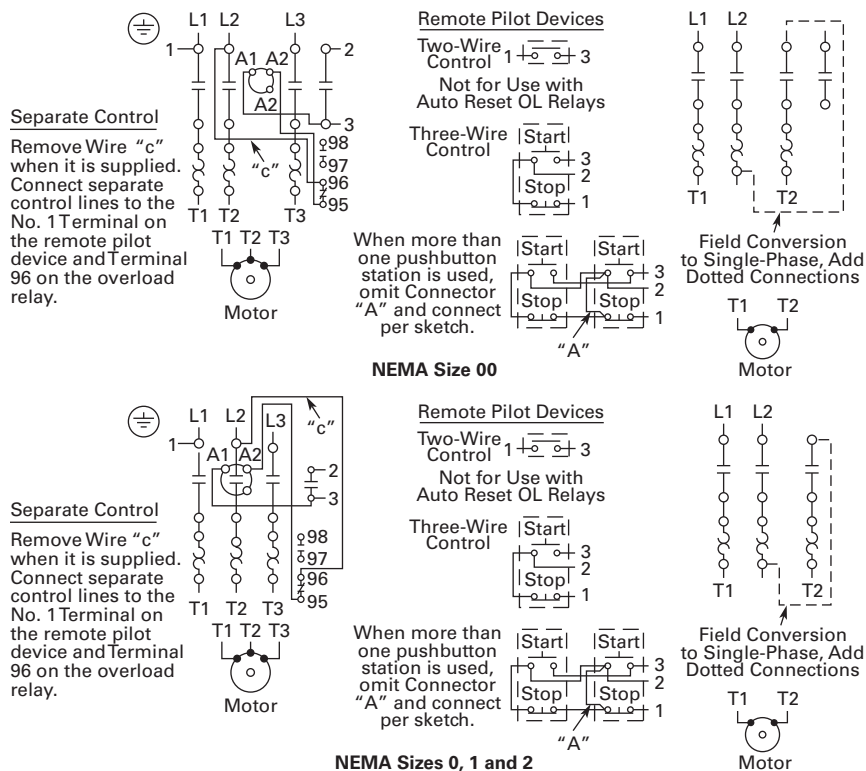 L1 L2 L3
1 2
A1 A2
A2
3
"c"
98
97
96
95
T1 T2 T3
T1 T2 T3
Motor
Separate Control
Remove Wire "c"
when it is supplied.
Connect separate
control lines to the
No. 1 Terminal on
the remote pilot
device and Terminal
96 on the overload
relay.
Remote Pilot Devices
Two-Wire
Control 1 3
Not for Use with
Auto Reset OL Relays
Three-Wire
Control
Start
3
2
Stop
1
When more than
one pushbutton
station is used,
omit Connector
"A" and connect
per sketch.
Start Start
3
2
Stop Stop
1
"A"
L1 L2
T1 T2
Field Conversion
to Single-Phase, Add
Dotted Connections
T1 T2
Motor
NEMA Size 00
L1 L2 L3
"c"
1
A1 A2
2
3
98
97
96
95
T1 T2 T3
T1 T2 T3
Motor
Separate Control
Remove Wire "c"
when it is supplied.
Connect separate
control lines to the
No. 1 Terminal on
the remote pilot
device and Terminal
96 on the overload
relay.
Remote Pilot Devices
Two-Wire
Control 1 3
Not for Use with
Auto Reset OL Relays
Three-Wire
Control
Start
3
2
Stop
1
When more than
one pushbutton
station is used,
omit Connector
"A" and connect
per sketch.
Start Start
3
2
Stop Stop
1
"A"
L1 L2
T1 T2
Field Conversion
to Single-Phase, Add
Dotted Connections
T1 T2
Motor
NEMA Sizes 0, 1 and 2